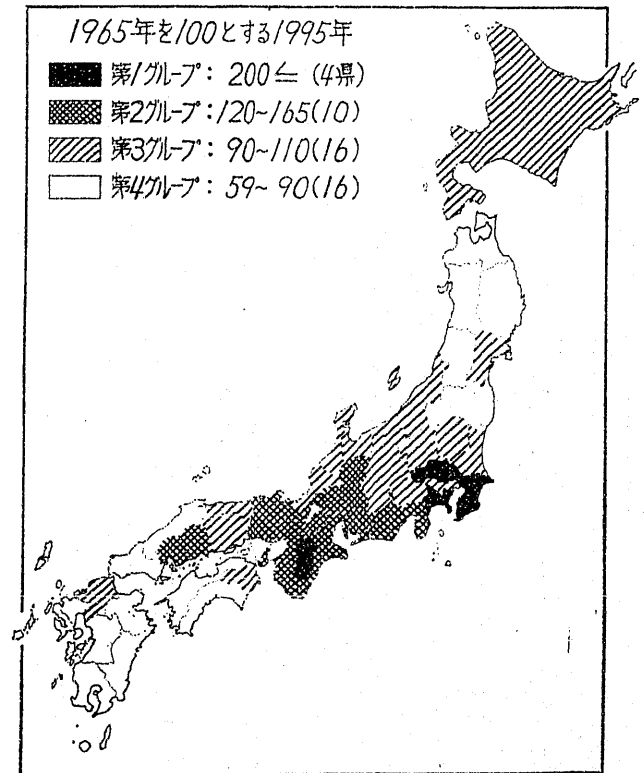 1965年を100とする1995年
第1グループ: 200≦ (4県)
第2グループ: 120~165(10)
第3グループ: 90~110(16)
第4グループ: 59~ 90(16)